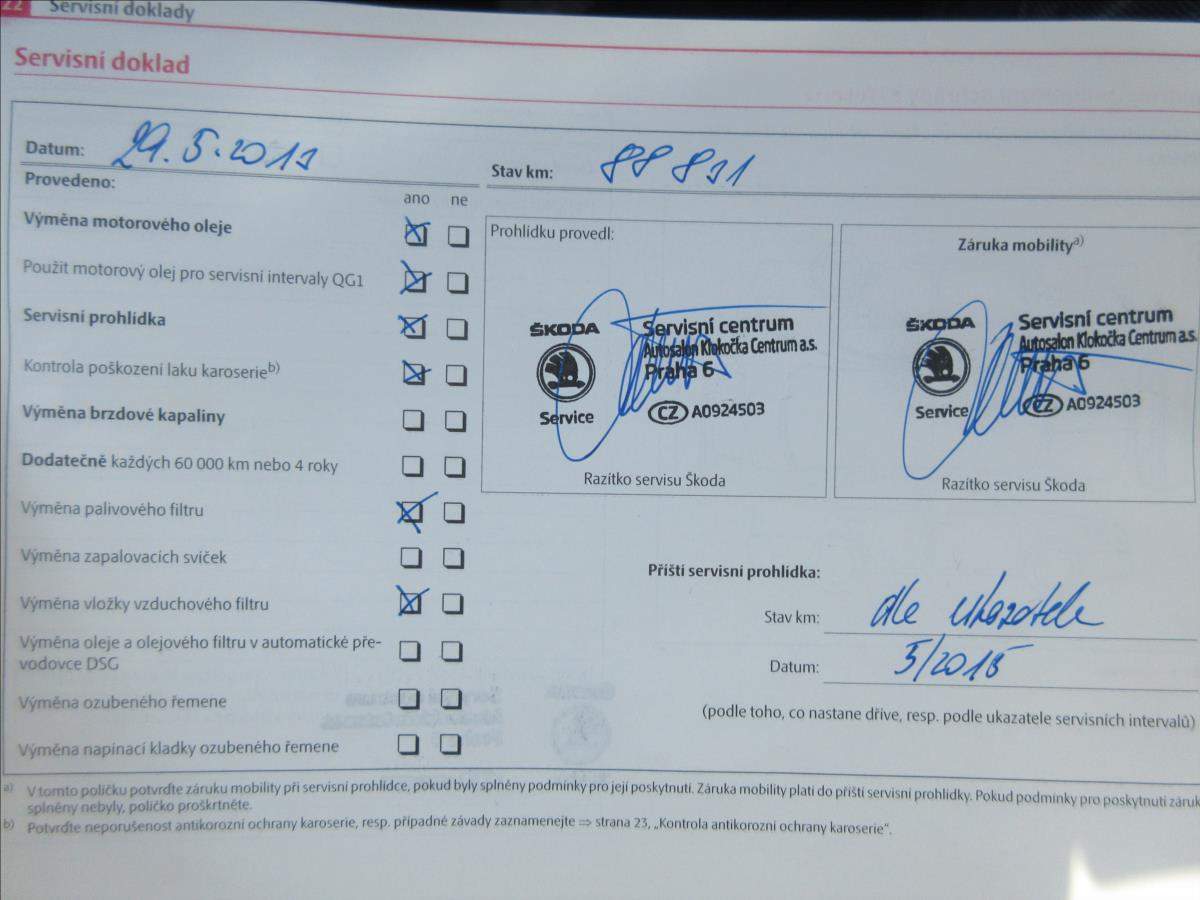 22 Servisní doklady
Servisní doklad
Datum: 29.5.2013
Stav km: 88 831
Provedeno:
ano ne
Výměna motorového oleje
Použit motorový olej pro servisní intervaly QG1
Servisní prohlídka
Kontrola poškození laku karoserieb)
Výměna brzdové kapaliny
Dodatečně každých 60 000 km nebo 4 roky
Výměna palivového filtru
Výměna zapalovacích svíček
Výměna vložky vzduchového filtru
Výměna oleje a olejového filtru v automatické pře-
vodovce DSG
Výměna ozubeného řemene
Výměna napínací kladky ozubeného řemene
Prohlídku provedl:
ŠKODA Servisní centrum
Autosalon Klokočka Centrum a.s.
Praha 6
Service CZ A0924503
Razítko servisu Škoda
Záruka mobilitya)
ŠKODA Servisní centrum
Autosalon Klokočka Centrum a.s.
Praha 6
Service CZ A0924503
Razítko servisu Škoda
Příští servisní prohlídka:
Stav km: dle ukazatele
Datum: 5/2015
(podle toho, co nastane dříve, resp. podle ukazatele servisních intervalů)
a) V tomto políčku potvrďte záruku mobility při servisní prohlídce, pokud byly splněny podmínky pro její poskytnutí. Záruka mobility platí do příští servisní prohlídky. Pokud podmínky pro poskytnutí záruk
splněny nebyly, políčko proškrtněte.
b) Potvrďte neporušenost antikorozní ochrany karoserie, resp. případné závady zaznamenejte ⇒ strana 23, „Kontrola antikorozní ochrany karoserie“.